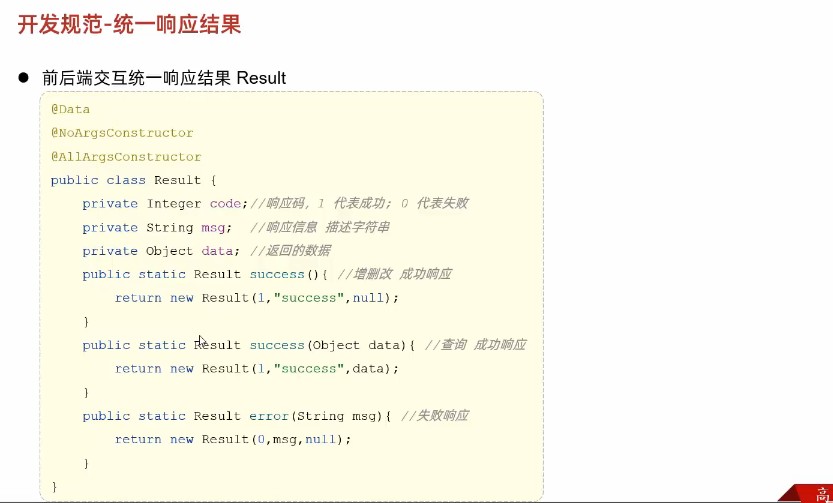 开发规范-统一响应结果
● 前后端交互统一响应结果 Result
@Data
@NoArgsConstructor
@AllArgsConstructor
public class Result {
    private Integer code;//响应码，1 代表成功; 0 代表失败
    private String msg;  //响应信息 描述字符串
    private Object data; //返回的数据
    public static Result success(){ //增删改 成功响应
        return new Result(1,"success",null);
    }
    public static Result success(Object data){ //查询 成功响应
        return new Result(1,"success",data);
    }
    public static Result error(String msg){ //失败响应
        return new Result(0,msg,null);
    }
}
高